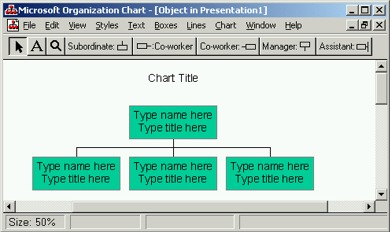 Microsoft Organization Chart - [Object in Presentation1]
File Edit View Styles Text Boxes Lines Chart Window Help
A Subordinate: :Co-worker Co-worker: Manager: Assistant:
Chart Title
Type name here
Type title here
Type name here Type name here Type name here
Type title here Type title here Type title here
Size: 50%